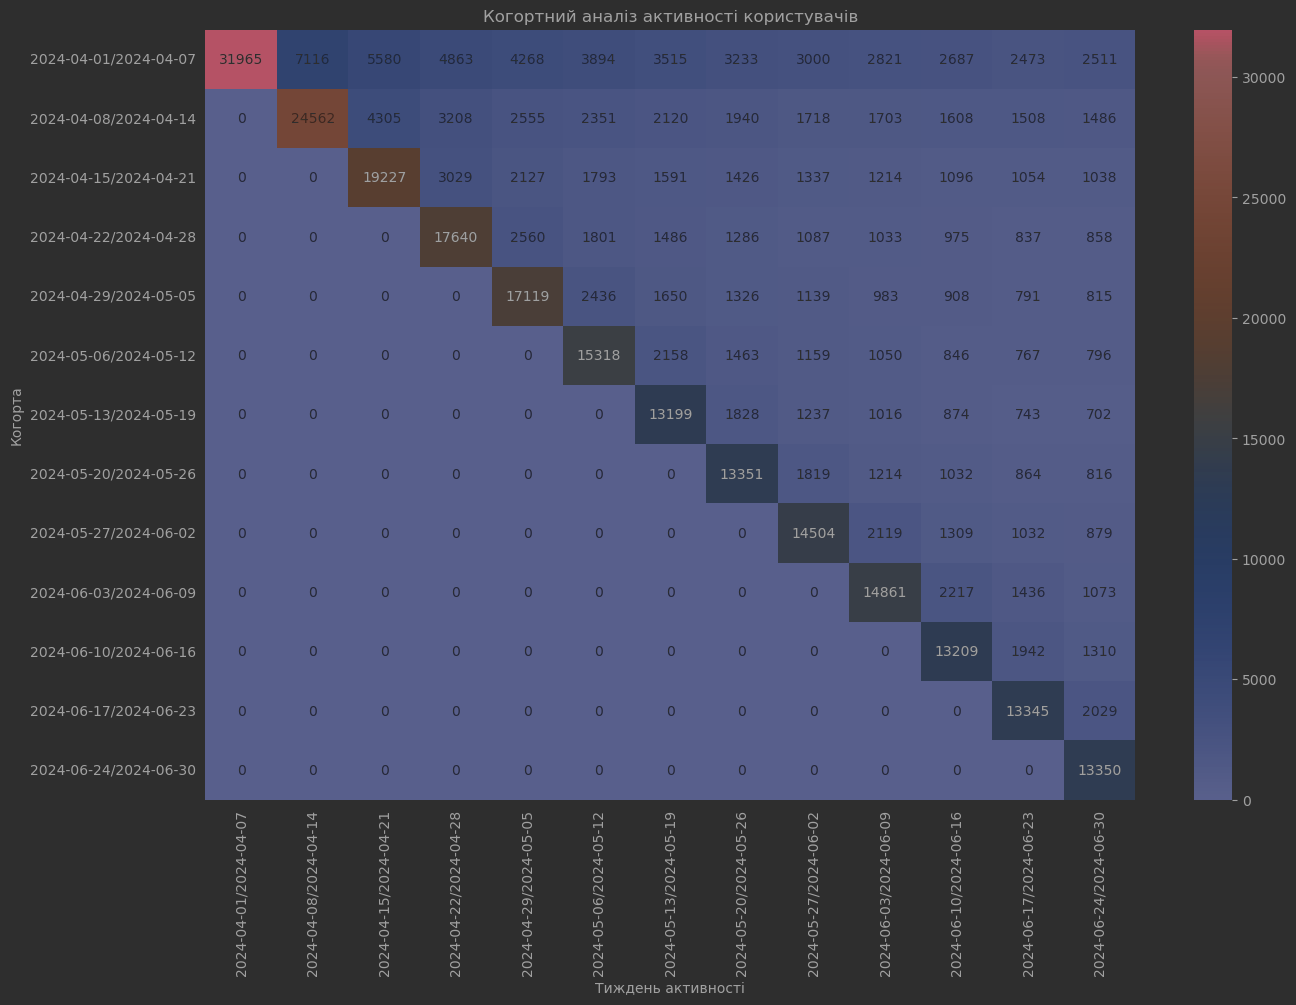 Когортний аналіз активності користувачів
Когорта
2024-04-01/2024-04-07 31965 7116 5580 4863 4268 3894 3515 3233 3000 2821 2687 2473 2511
2024-04-08/2024-04-14 0 24562 4305 3208 2555 2351 2120 1940 1718 1703 1608 1508 1486
2024-04-15/2024-04-21 0 0 19227 3029 2127 1793 1591 1426 1337 1214 1096 1054 1038
2024-04-22/2024-04-28 0 0 0 17640 2560 1801 1486 1286 1087 1033 975 837 858
2024-04-29/2024-05-05 0 0 0 0 17119 2436 1650 1326 1139 983 908 791 815
2024-05-06/2024-05-12 0 0 0 0 0 15318 2158 1463 1159 1050 846 767 796
2024-05-13/2024-05-19 0 0 0 0 0 0 13199 1828 1237 1016 874 743 702
2024-05-20/2024-05-26 0 0 0 0 0 0 0 13351 1819 1214 1032 864 816
2024-05-27/2024-06-02 0 0 0 0 0 0 0 0 14504 2119 1309 1032 879
2024-06-03/2024-06-09 0 0 0 0 0 0 0 0 0 14861 2217 1436 1073
2024-06-10/2024-06-16 0 0 0 0 0 0 0 0 0 0 13209 1942 1310
2024-06-17/2024-06-23 0 0 0 0 0 0 0 0 0 0 0 13345 2029
2024-06-24/2024-06-30 0 0 0 0 0 0 0 0 0 0 0 0 13350
2024-04-01/2024-04-07
2024-04-08/2024-04-14
2024-04-15/2024-04-21
2024-04-22/2024-04-28
2024-04-29/2024-05-05
2024-05-06/2024-05-12
2024-05-13/2024-05-19
2024-05-20/2024-05-26
2024-05-27/2024-06-02
2024-06-03/2024-06-09
2024-06-10/2024-06-16
2024-06-17/2024-06-23
2024-06-24/2024-06-30
Тиждень активності
30000
25000
20000
15000
10000
5000
0